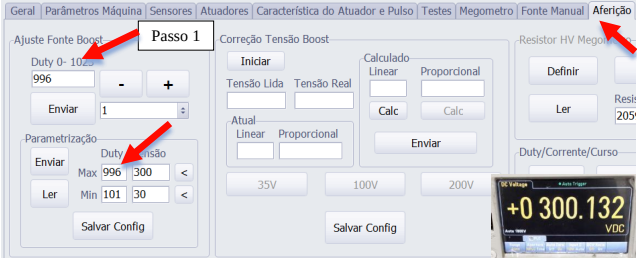 Geral Parâmetros Máquina Sensores Atuadores Característica do Atuador e Pulso Testes Megometro Fonte Manual Aferição
Ajuste Fonte Boost
Passo 1
Duty 0- 1023
996
- +
Enviar 1
Parametrização
Duty Tensão
Enviar
Max 996 300 <
Ler
Min 101 30 <
Salvar Config
Correção Tensão Boost
Iniciar
Tensão Lida Tensão Real
Atual
Linear Proporcional
Calculado
Linear Proporcional
Calc Calc
Enviar
35V 100V 200V
Salvar Config
Resistor HV
Definir
Ler
2059
Duty/Corrente/Curso
DC Voltage Auto Trigger
+0 300.132
VDC
Auto 1000V